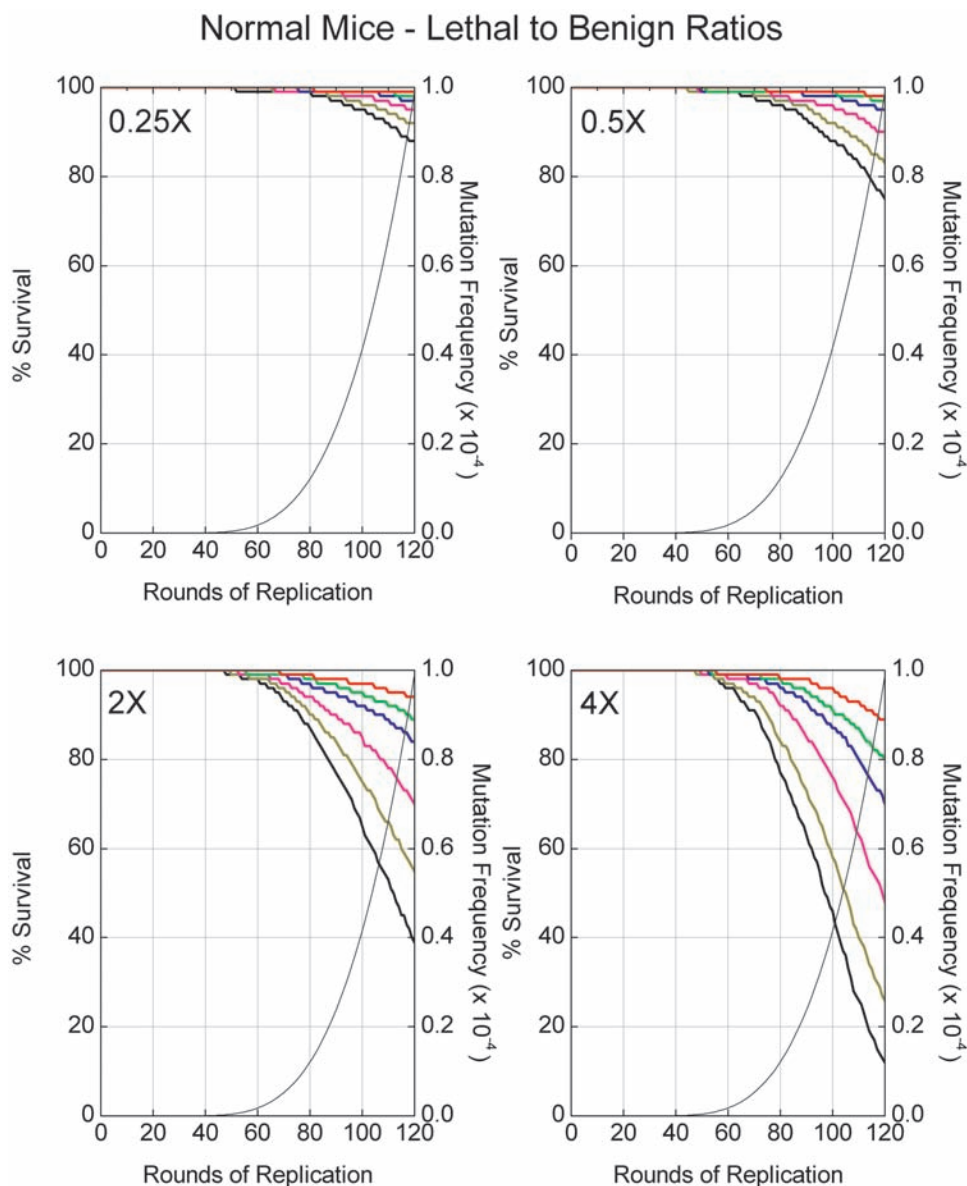 Normal Mice - Lethal to Benign Ratios
0.25X
100
80
60
40
20
0
% Survival
1.0
0.8
0.6
0.4
0.2
0.0
Mutation Frequency (x 10⁻⁴)
0 20 40 60 80 100 120
Rounds of Replication
0.5X
100
80
60
40
20
0
% Survival
1.0
0.8
0.6
0.4
0.2
0.0
Mutation Frequency (x 10⁻⁴)
0 20 40 60 80 100 120
Rounds of Replication
2X
100
80
60
40
20
0
% Survival
1.0
0.8
0.6
0.4
0.2
0.0
Mutation Frequency (x 10⁻⁴)
0 20 40 60 80 100 120
Rounds of Replication
4X
100
80
60
40
20
0
% Survival
1.0
0.8
0.6
0.4
0.2
0.0
Mutation Frequency (x 10⁻⁴)
0 20 40 60 80 100 120
Rounds of Replication